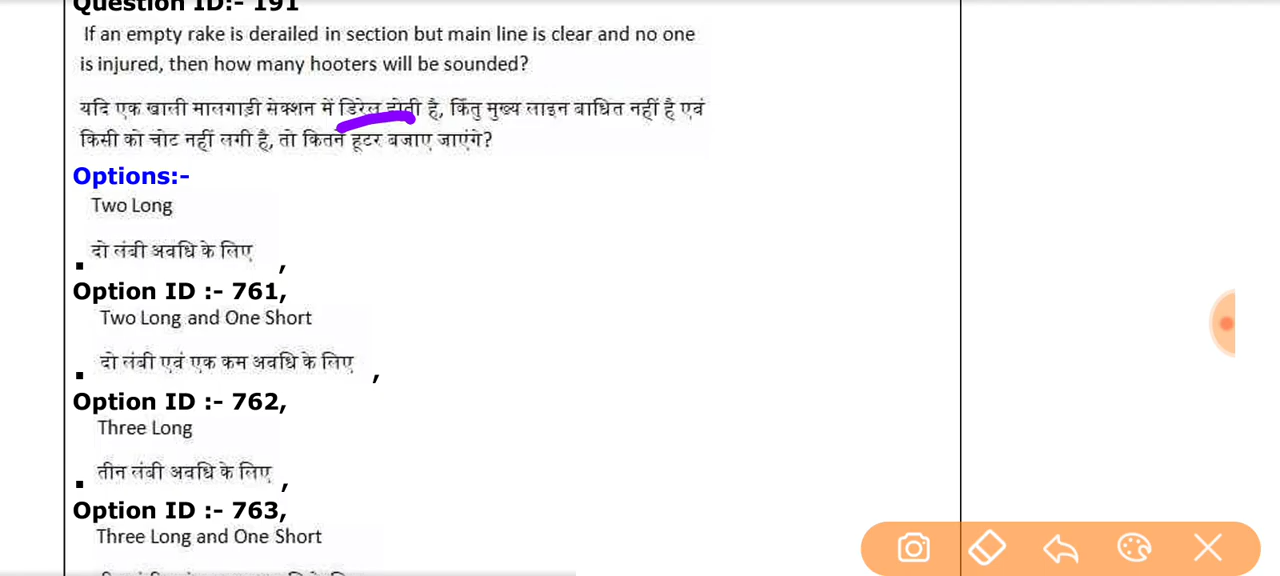 Question ID:- 191
If an empty rake is derailed in section but main line is clear and no one
is injured, then how many hooters will be sounded?
यदि एक खाली मालगाड़ी सेक्शन में डिरेल होती है, किंतु मुख्य लाइन बाधित नहीं है एवं
किसी को चोट नहीं लगी है, तो कितने हूटर बजाए जाएंगे?
Options:-
Two Long
दो लंबी अवधि के लिए ,
Option ID :- 761,
Two Long and One Short
दो लंबी एवं एक कम अवधि के लिए ,
Option ID :- 762,
Three Long
तीन लंबी अवधि के लिए ,
Option ID :- 763,
Three Long and One Short